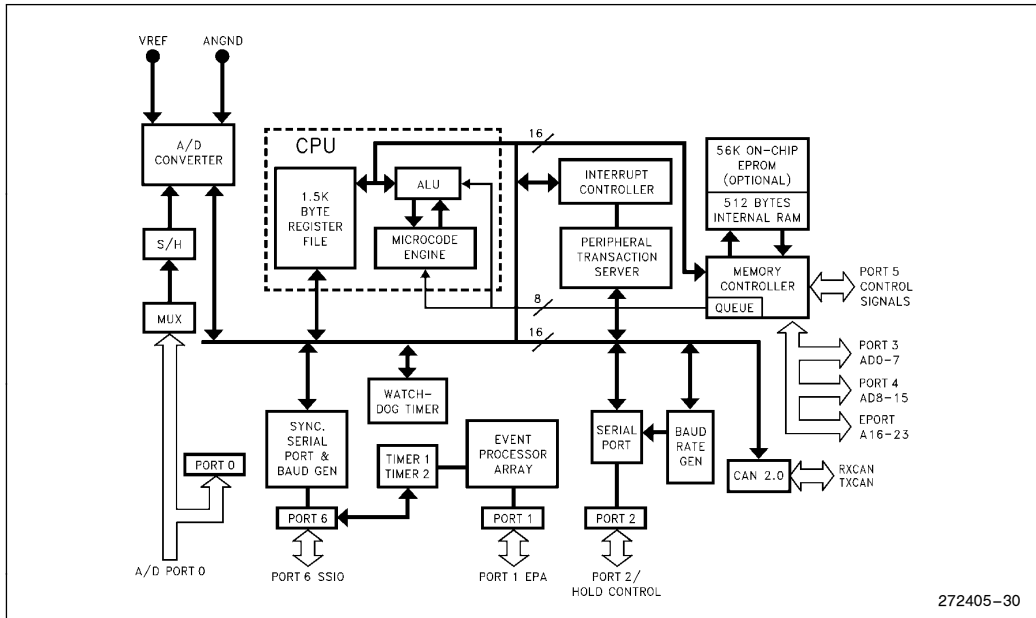 VREF
ANGND
A/D
CONVERTER
S/H
MUX
PORT 0
A/D PORT 0
CPU
1.5K
BYTE
REGISTER
FILE
ALU
MICROCODE
ENGINE
16
8
16
INTERRUPT
CONTROLLER
PERIPHERAL
TRANSACTION
SERVER
56K ON-CHIP
EPROM
(OPTIONAL)
512 BYTES
INTERNAL RAM
MEMORY
CONTROLLER
QUEUE
PORT 5
CONTROL
SIGNALS
PORT 3
AD0-7
PORT 4
AD8-15
EPORT
A16-23
WATCH-
DOG TIMER
SYNC.
SERIAL
PORT &
BAUD GEN
TIMER 1
TIMER 2
EVENT
PROCESSOR
ARRAY
SERIAL
PORT
BAUD
RATE
GEN
CAN 2.0
RXCAN
TXCAN
PORT 6
PORT 1
PORT 2
PORT 6 SSIO
PORT 1 EPA
PORT 2/
HOLD CONTROL
272405-30